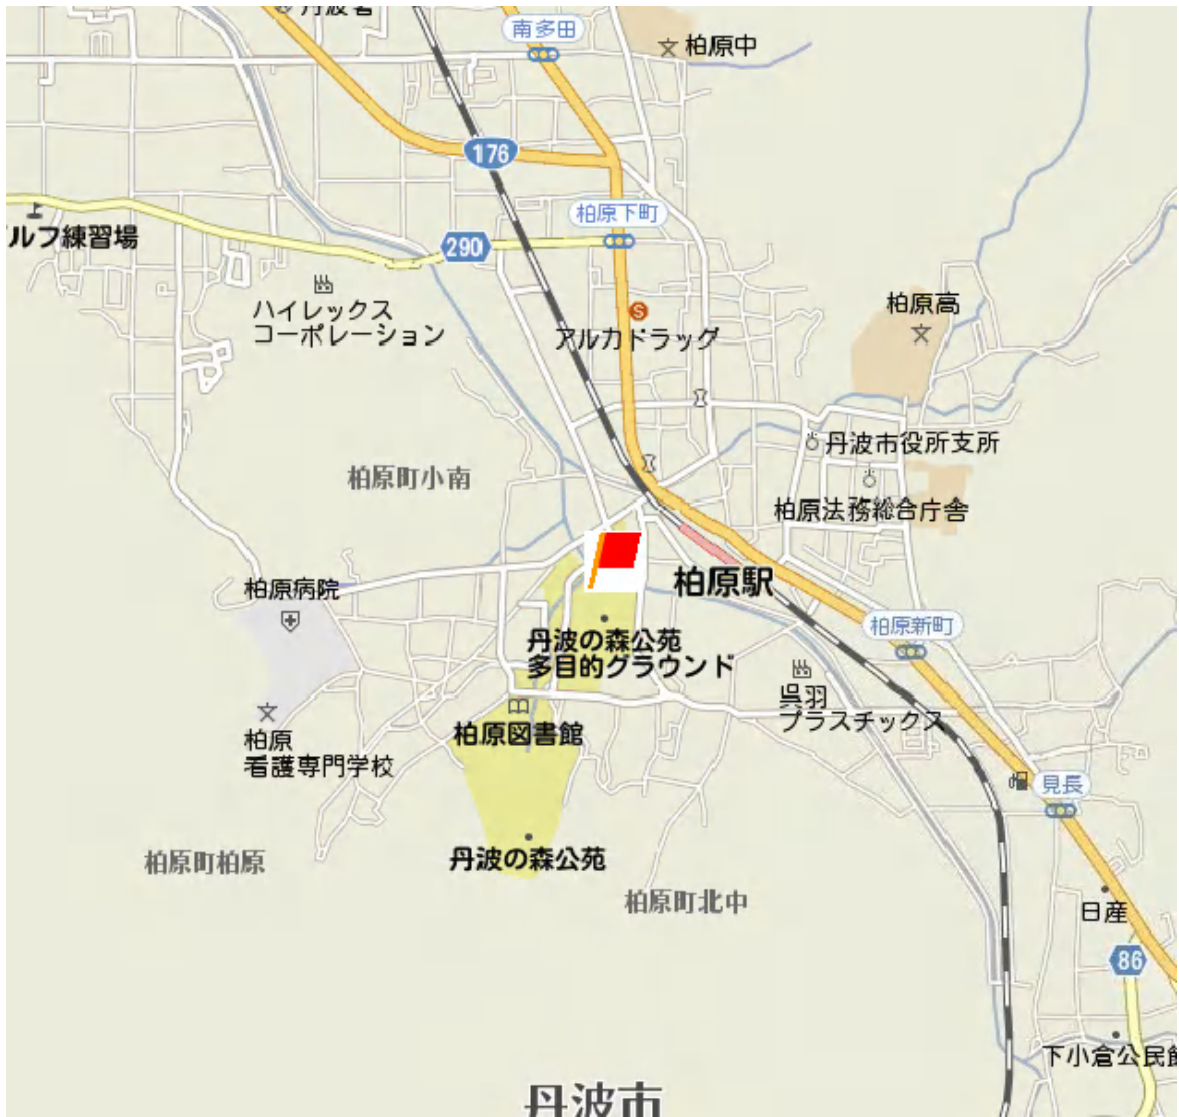 丹波署
南多田
柏原中
176
柏原下町
290
ルフ練習場
ハイレックス
コーポレーション
アルカドラッグ
柏原高
丹波市役所支所
柏原町小南
柏原法務総合庁舎
柏原病院
柏原駅
柏原新町
丹波の森公苑
多目的グラウンド
呉羽
プラスチックス
柏原図書館
柏原
看護専門学校
見長
丹波の森公苑
柏原町柏原
柏原町北中
日産
86
下小倉公民館
丹波市